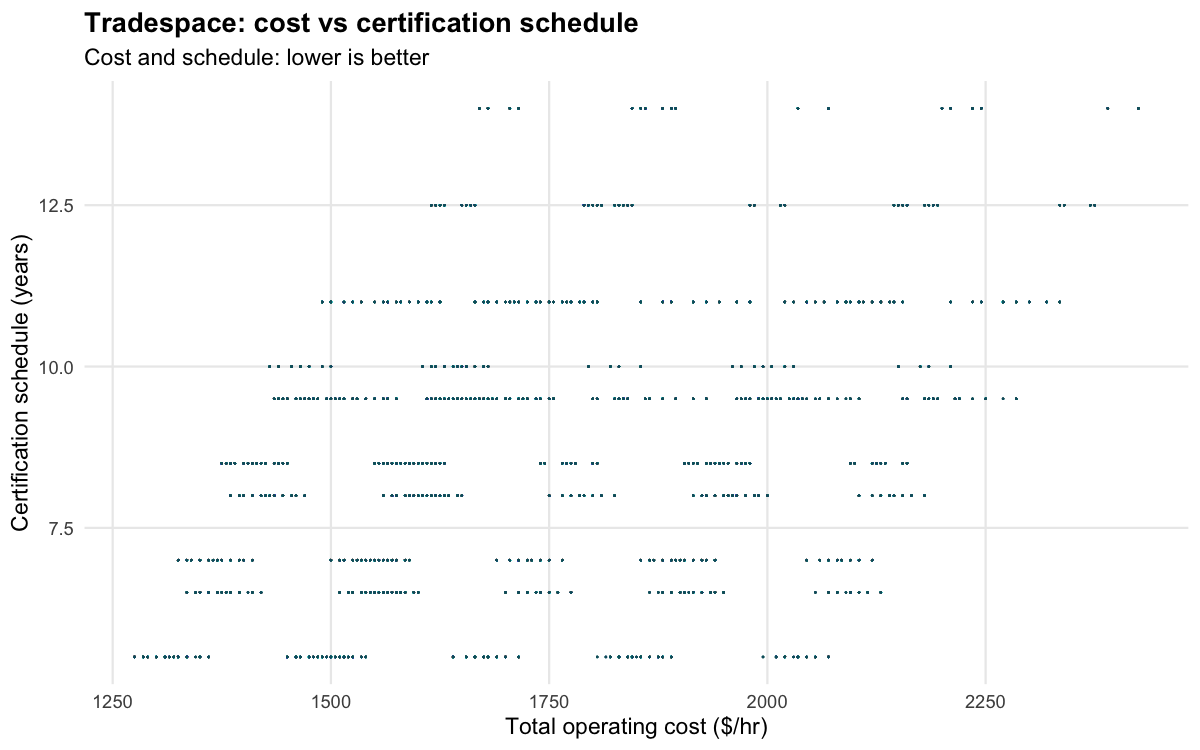 Tradespace: cost vs certification schedule
Cost and schedule: lower is better
12.5
10.0
7.5
Certification schedule (years)
1250 1500 1750 2000 2250
Total operating cost ($/hr)